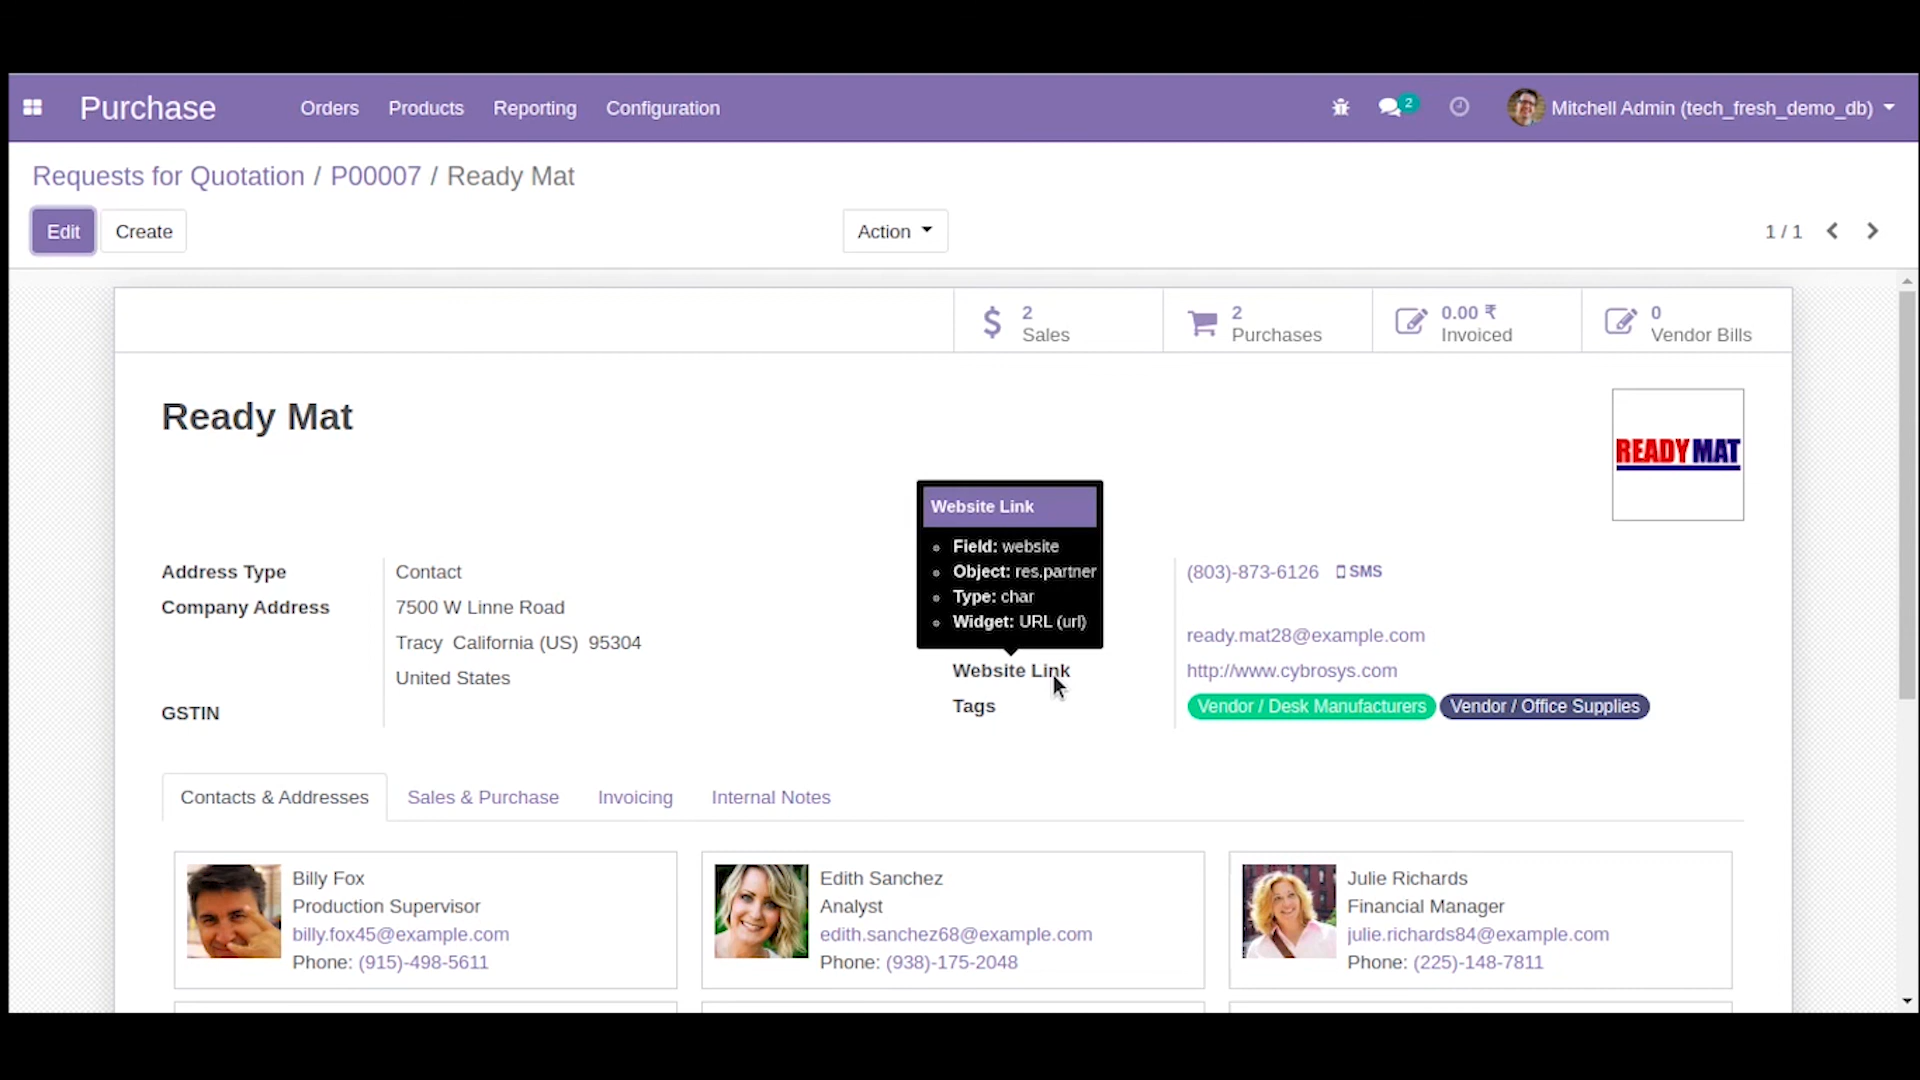 Purchase Orders Products Reporting Configuration 2 Mitchell Admin (tech_fresh_demo_db)
Requests for Quotation / P00007 / Ready Mat
Edit Create Action 1 / 1
2 Sales
2 Purchases
0.00 ₹ Invoiced
0 Vendor Bills
Ready Mat
READYMAT
Address Type Contact
Company Address 7500 W Linne Road
Tracy California (US) 95304
United States
GSTIN
Website Link
Field: website
Object: res.partner
Type: char
Widget: URL (url)
(803)-873-6126 SMS
ready.mat28@example.com
Website Link http://www.cybrosys.com
Tags Vendor / Desk Manufacturers Vendor / Office Supplies
Contacts & Addresses Sales & Purchase Invoicing Internal Notes
Billy Fox
Production Supervisor
billy.fox45@example.com
Phone: (915)-498-5611
Edith Sanchez
Analyst
edith.sanchez68@example.com
Phone: (938)-175-2048
Julie Richards
Financial Manager
julie.richards84@example.com
Phone: (225)-148-7811